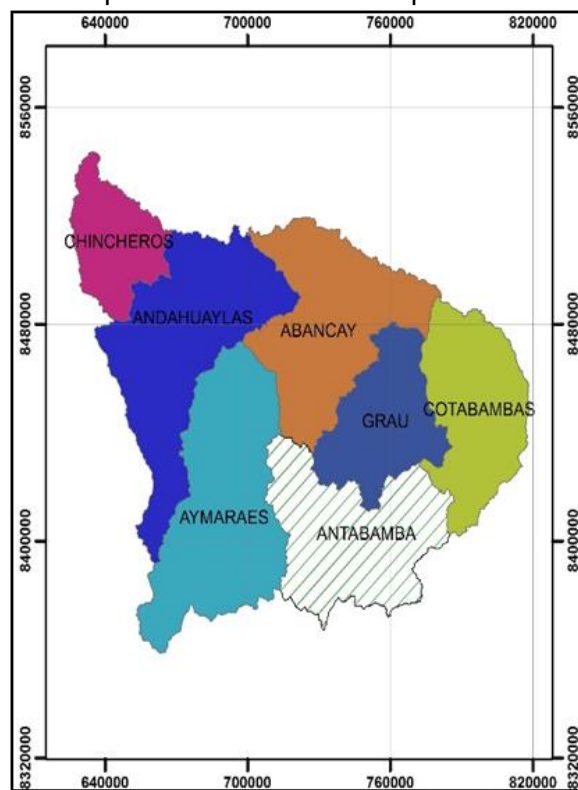 640000 700000 760000 820000
8560000 8560000
CHINCHEROS
ANDAHUAYLAS
ABANCAY
8480000 8480000
COTABAMBAS
GRAU
AYMARAES
ANTABAMBA
8400000 8400000
8320000 8320000
640000 700000 760000 820000